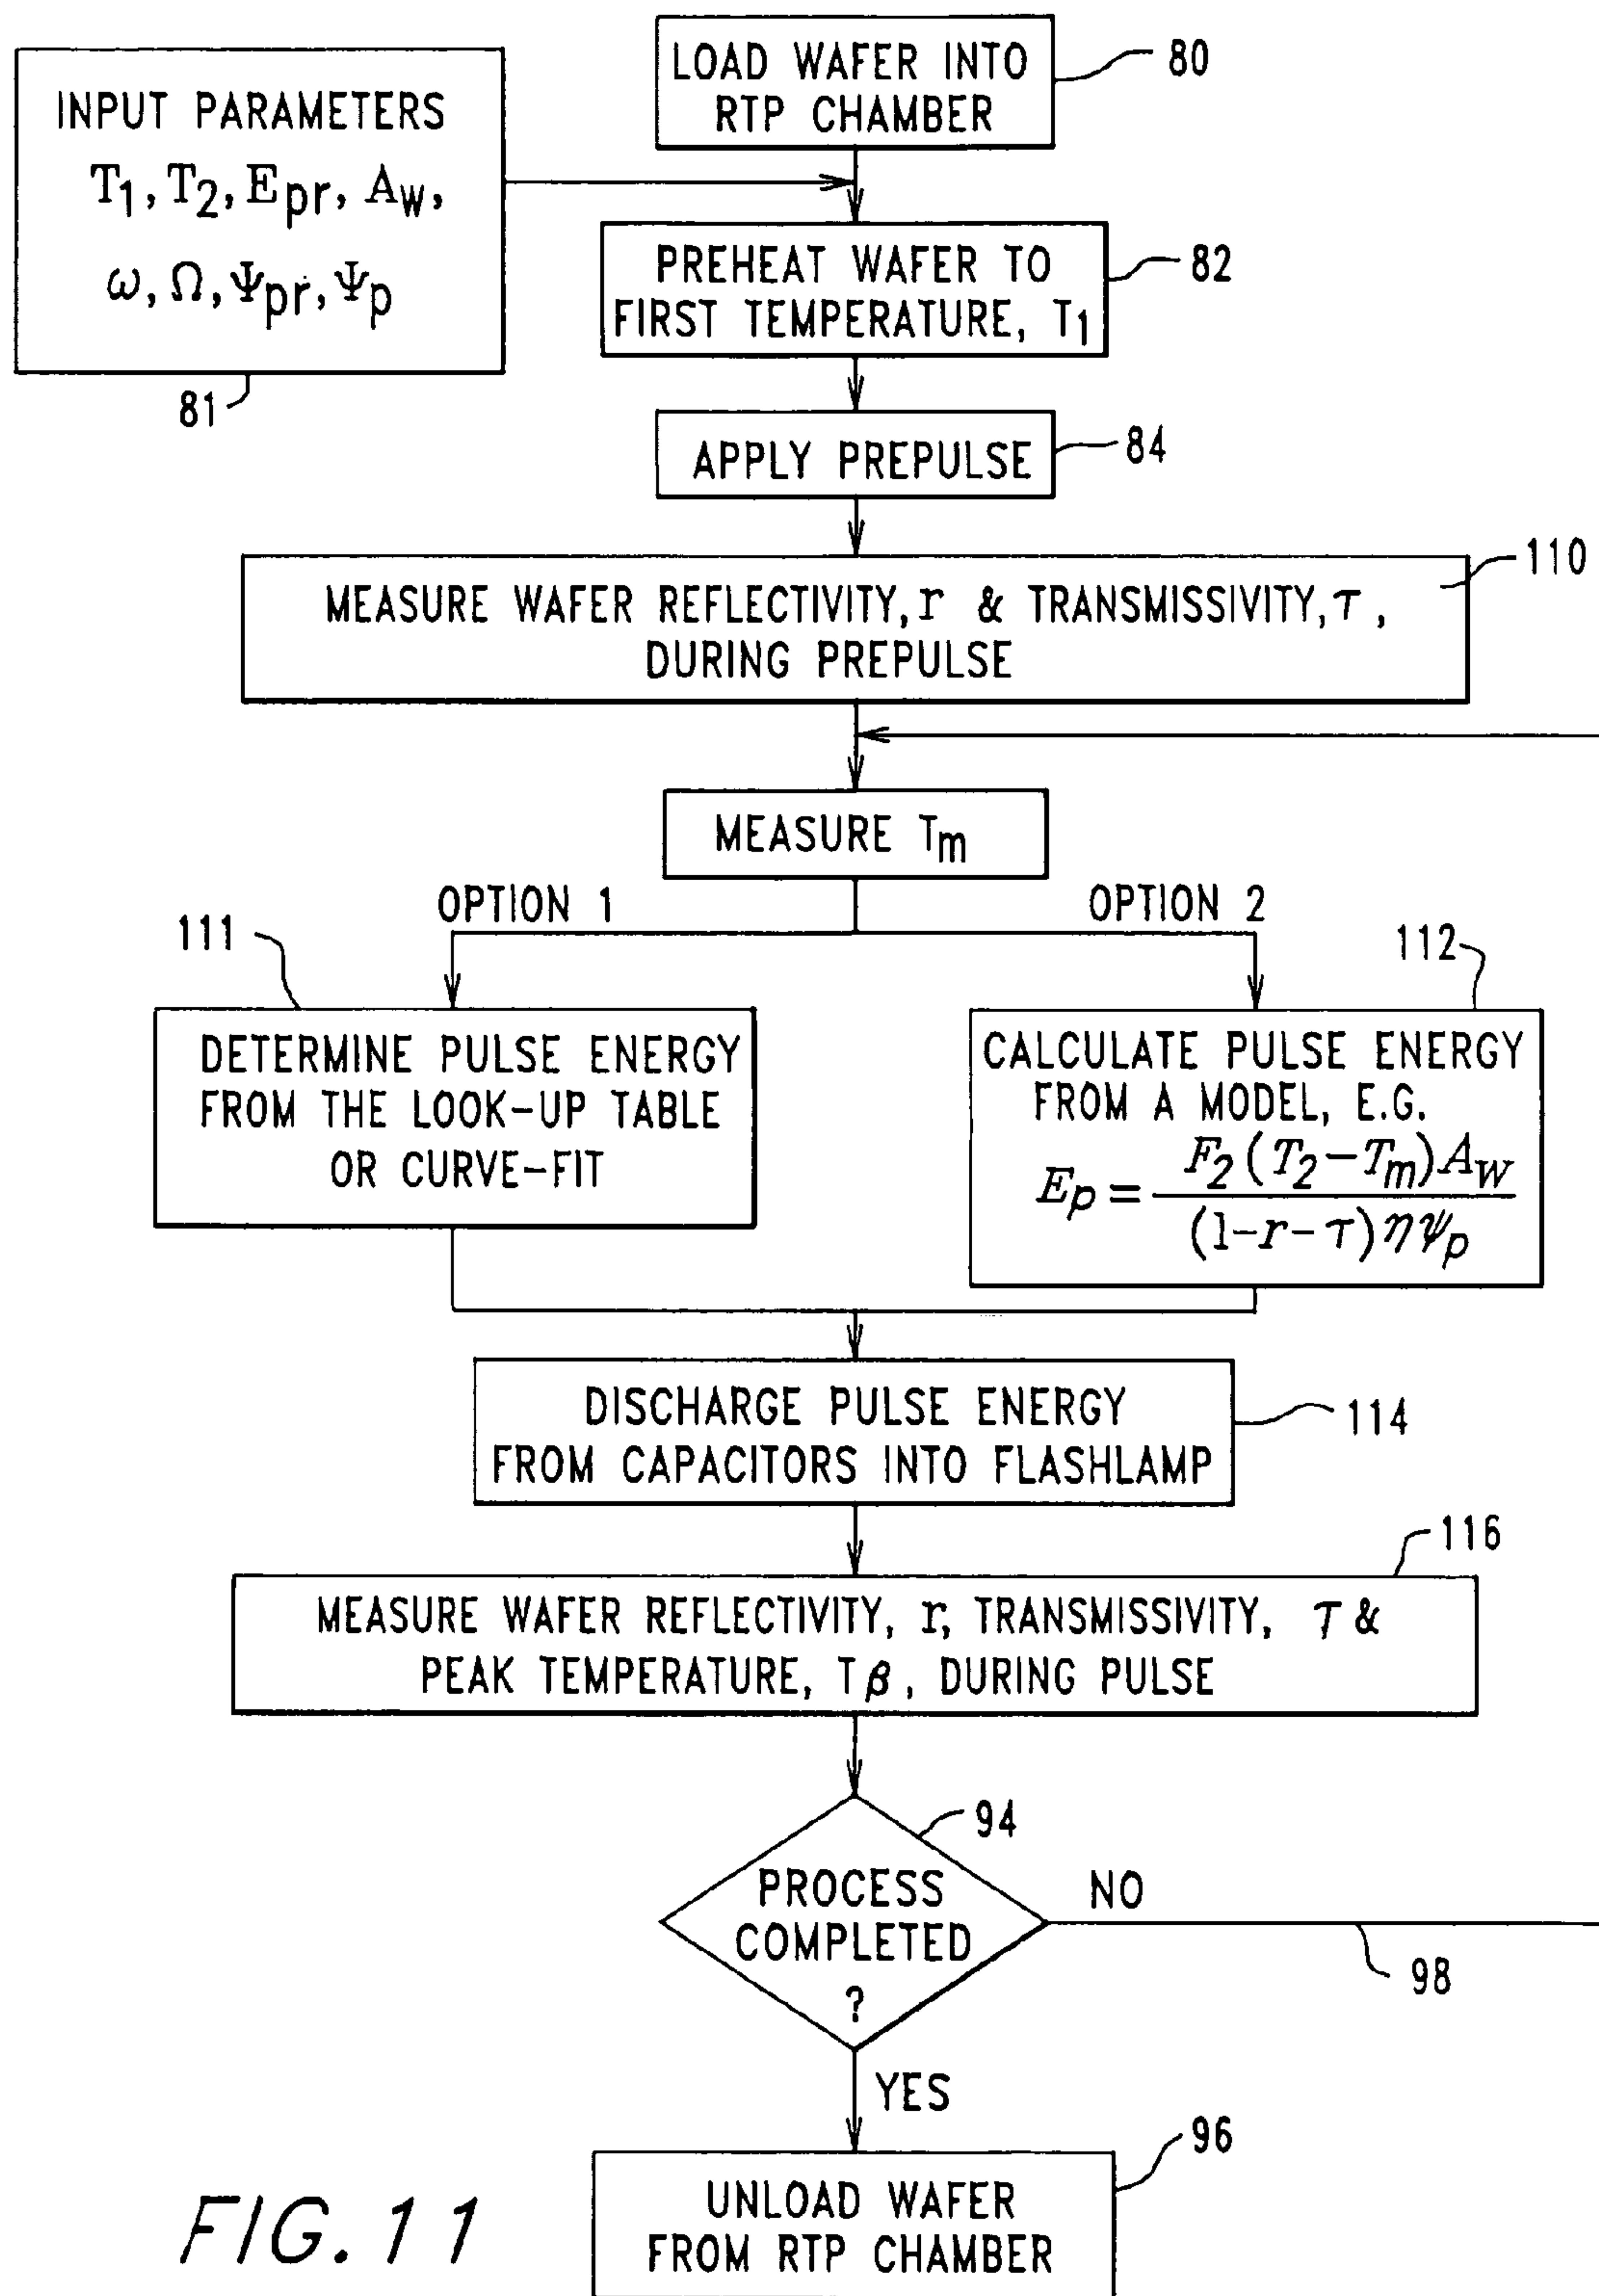 LOAD WAFER INTO
RTP CHAMBER
80
INPUT PARAMETERS
T1, T2, Epr, Aw,
ω, Ω, Ψpr, Ψp
81
PREHEAT WAFER TO
FIRST TEMPERATURE, T1
82
APPLY PREPULSE
84
MEASURE WAFER REFLECTIVITY, r & TRANSMISSIVITY, τ,
DURING PREPULSE
110
MEASURE Tm
OPTION 1
OPTION 2
111
112
DETERMINE PULSE ENERGY
FROM THE LOOK-UP TABLE
OR CURVE-FIT
CALCULATE PULSE ENERGY
FROM A MODEL, E.G.
Ep = F2 (T2-Tm) Aw / (1-r-τ) η ψp
DISCHARGE PULSE ENERGY
FROM CAPACITORS INTO FLASHLAMP
114
116
MEASURE WAFER REFLECTIVITY, r, TRANSMISSIVITY, τ &
PEAK TEMPERATURE, Tβ, DURING PULSE
94
PROCESS
COMPLETED
?
NO
98
YES
96
UNLOAD WAFER
FROM RTP CHAMBER
FIG. 11